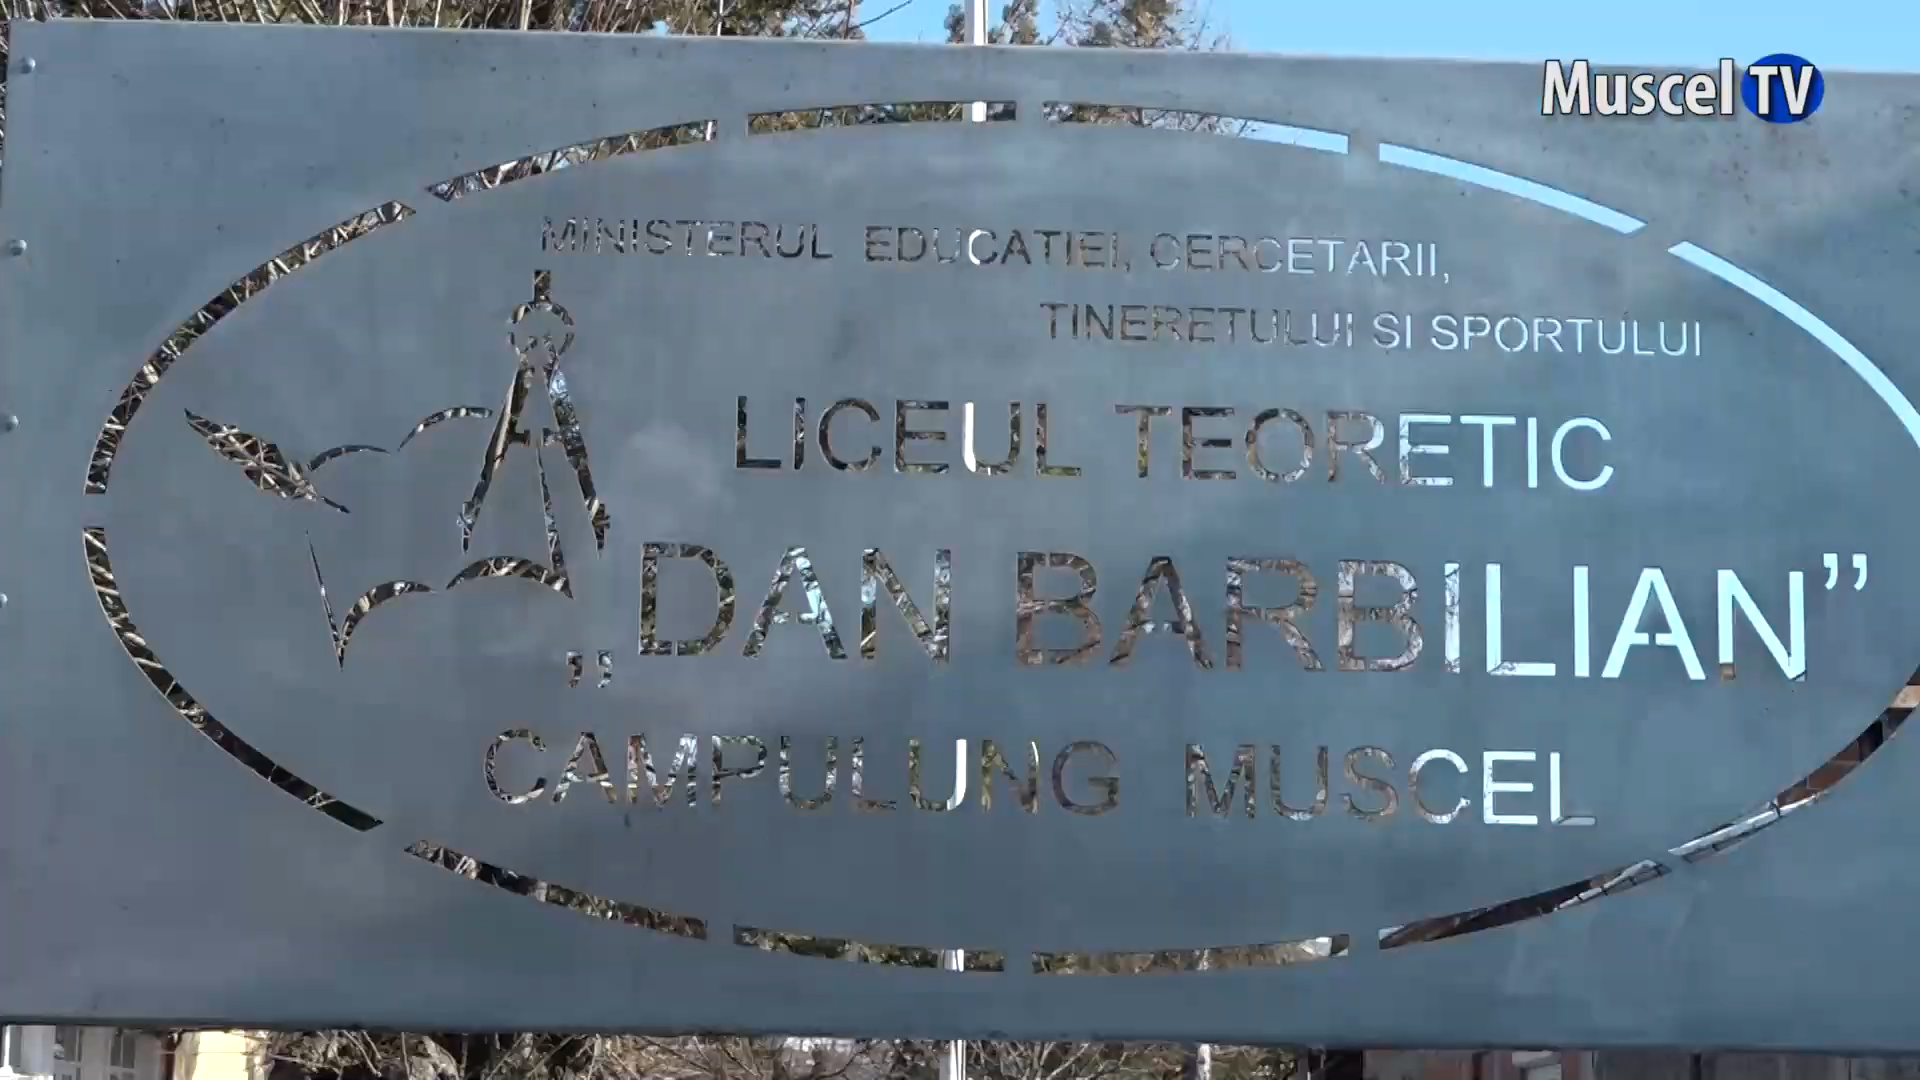 Muscel TV
MINISTERUL EDUCATIEI, CERCETARII,
TINERETULUI SI SPORTULUI
LICEUL TEORETIC
„DAN BARBILIAN”
CAMPULUNG MUSCEL